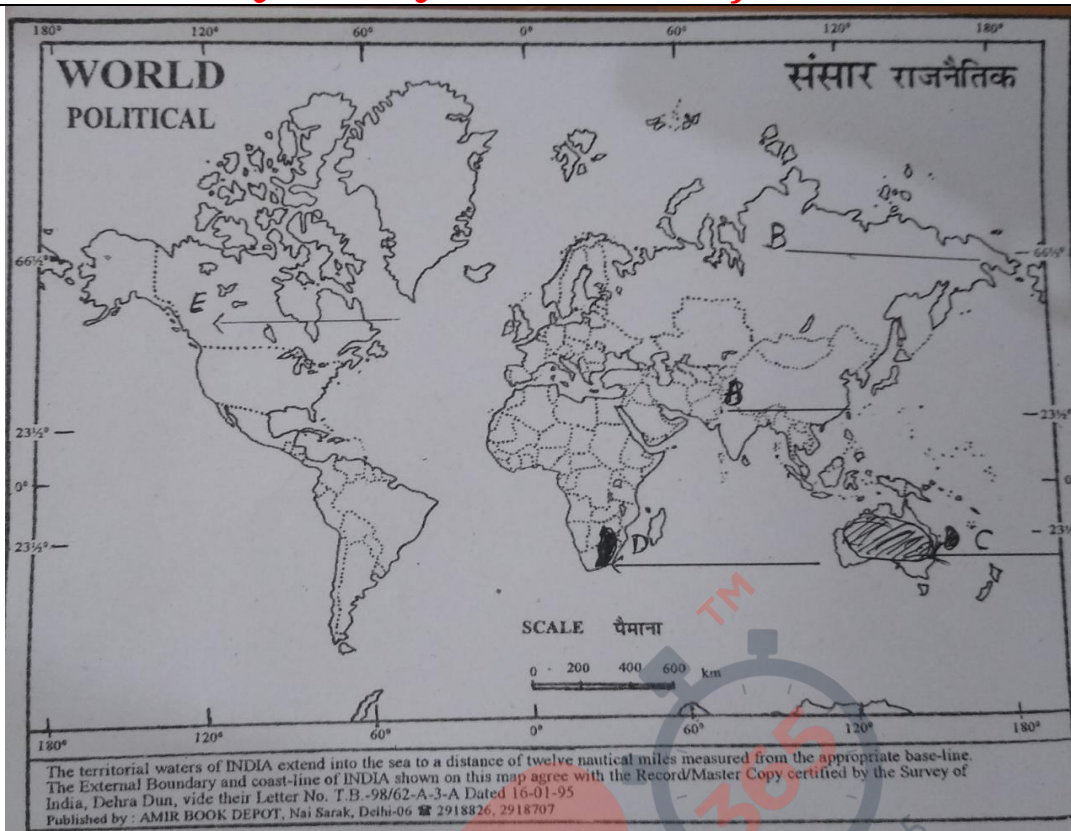 180° 120° 60° 0° 60° 120° 180°
WORLD संसार राजनैतिक
POLITICAL
B
66½° 66½°
E
B
23½°
23½°
0° 0°
23½° 23½°
D C
TM
SCALE पैमाना
0 - 200 400 600 km
365
180° 120° 60° 0° 60° 120° 180°
The territorial waters of INDIA extend into the sea to a distance of twelve nautical miles measured from the appropriate base-line.
The External Boundary and coast-line of INDIA shown on this map agree with the Record/Master Copy certified by the Survey of
India, Dehra Dun, vide their Letter No. T.B.-98/62-A-3-A Dated 16-01-95
Published by : AMIR BOOK DEPOT, Nai Sarak, Delhi-06 ☎ 2918826, 2918707